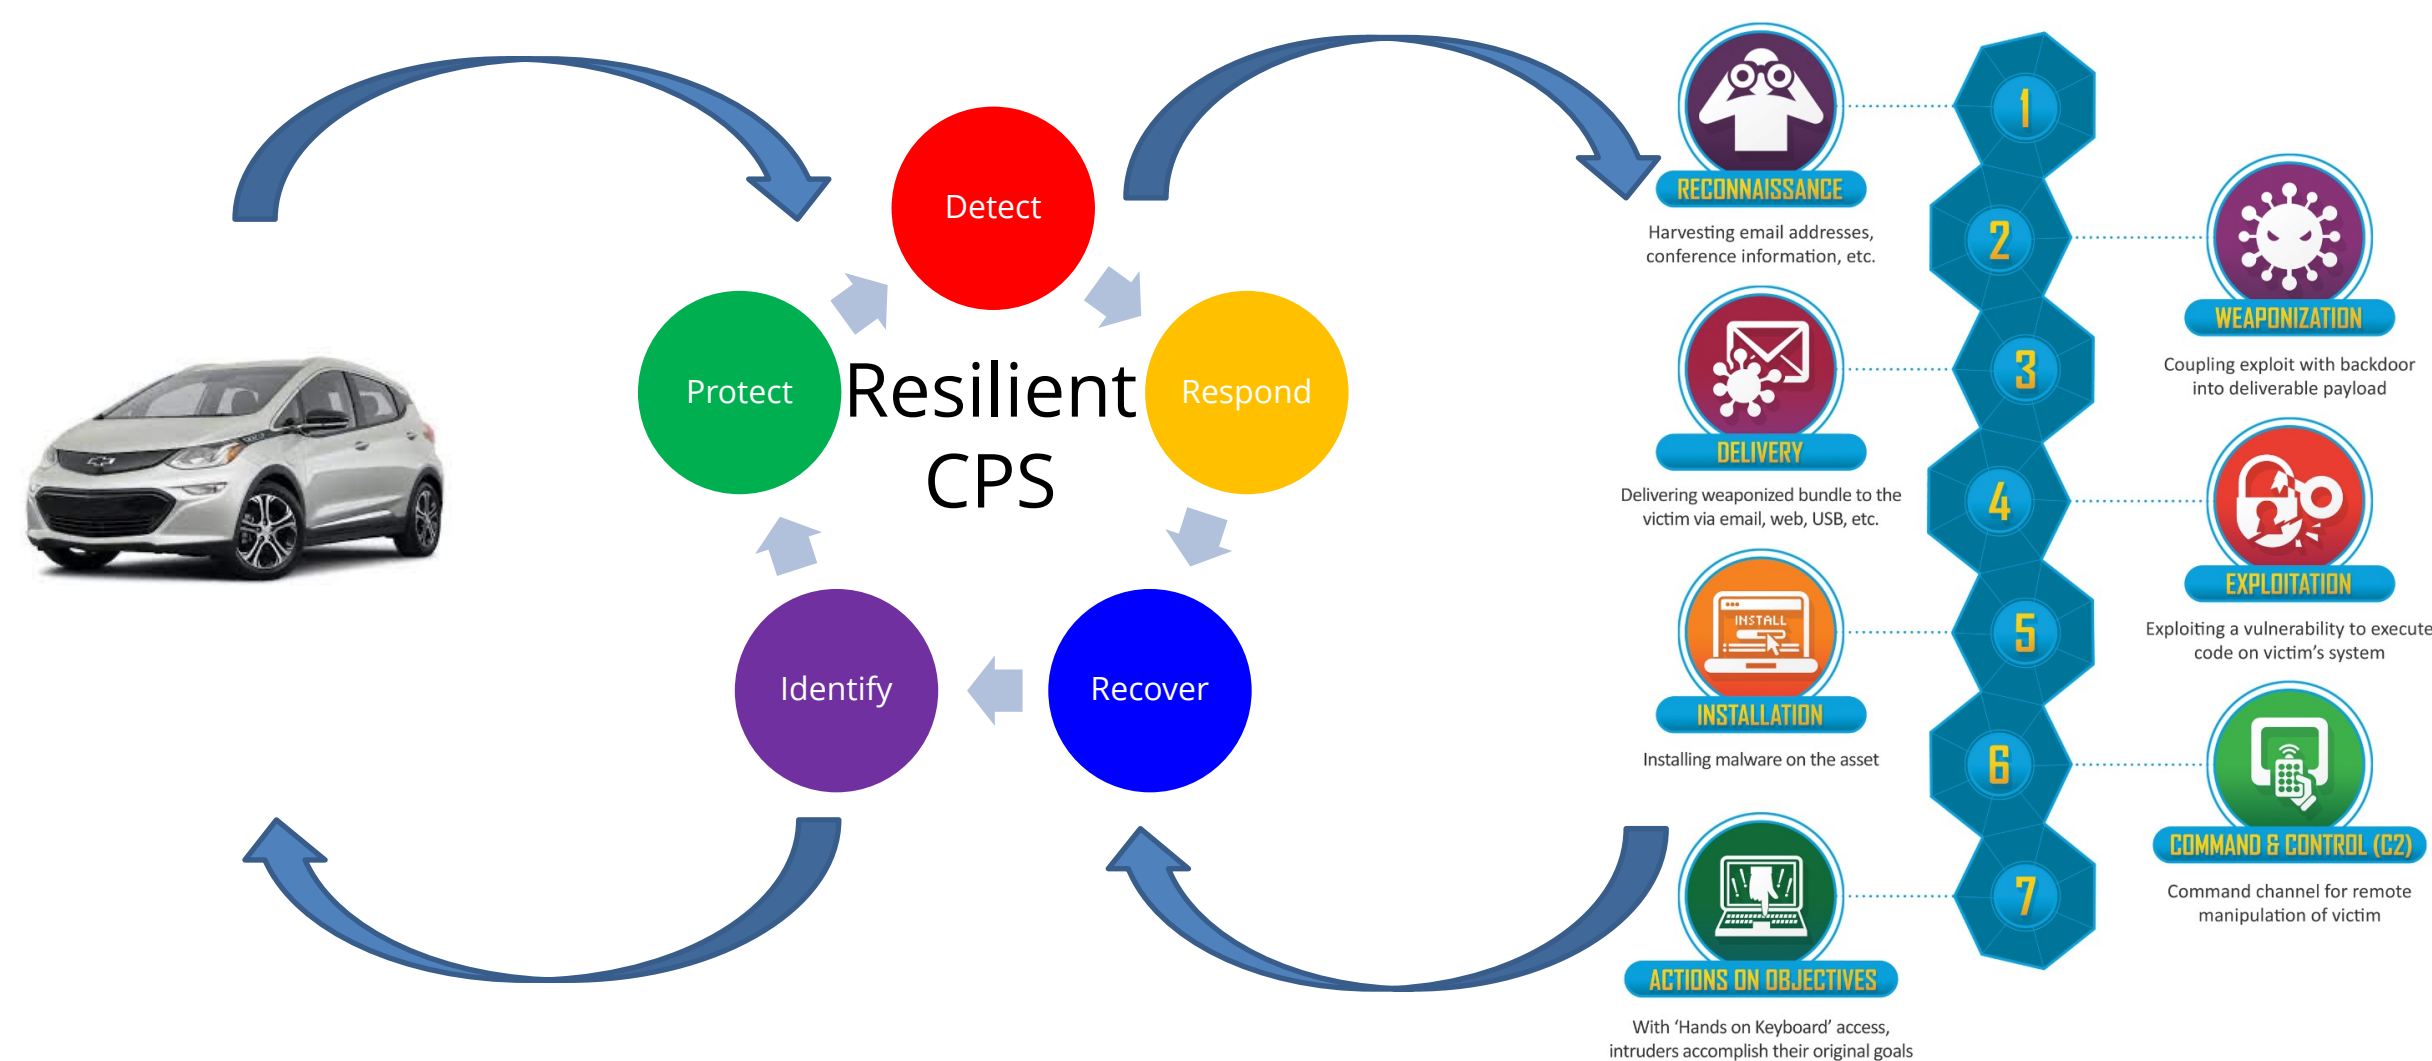 Detect
Protect
Respond
Resilient
CPS
Identify
Recover
1
RECONNAISSANCE
Harvesting email addresses,
conference information, etc.
2
WEAPONIZATION
Coupling exploit with backdoor
into deliverable payload
3
DELIVERY
Delivering weaponized bundle to the
victim via email, web, USB, etc.
4
EXPLOITATION
Exploiting a vulnerability to execute
code on victim's system
5
INSTALL
INSTALLATION
Installing malware on the asset
6
COMMAND & CONTROL (C2)
Command channel for remote
manipulation of victim
7
ACTIONS ON OBJECTIVES
With ‘Hands on Keyboard’ access,
intruders accomplish their original goals